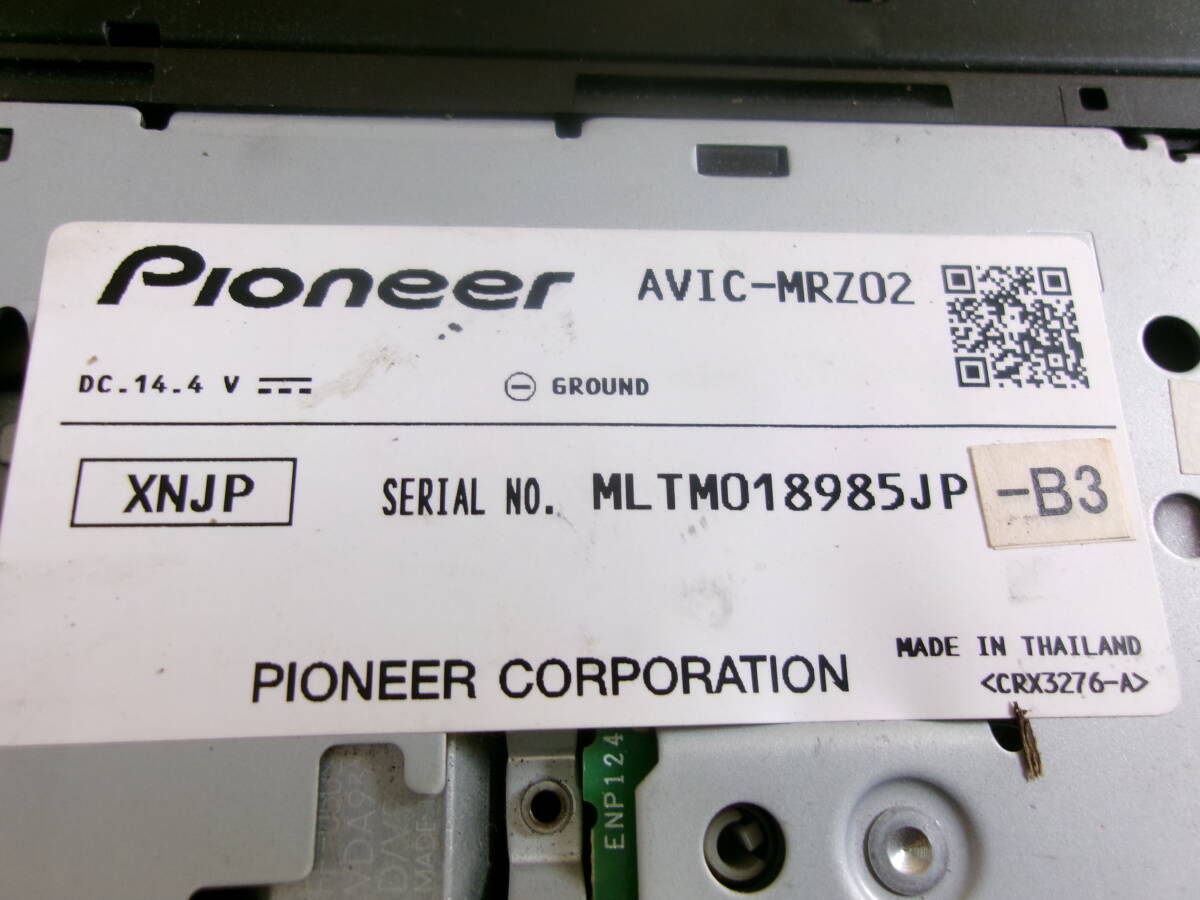 Pioneer AVIC-MRZ02
DC.14.4 V GROUND
XNJP SERIAL NO. MLTM018985JP -B3
MADE IN THAILAND
PIONEER CORPORATION
<CRX3276-A>
ENP124